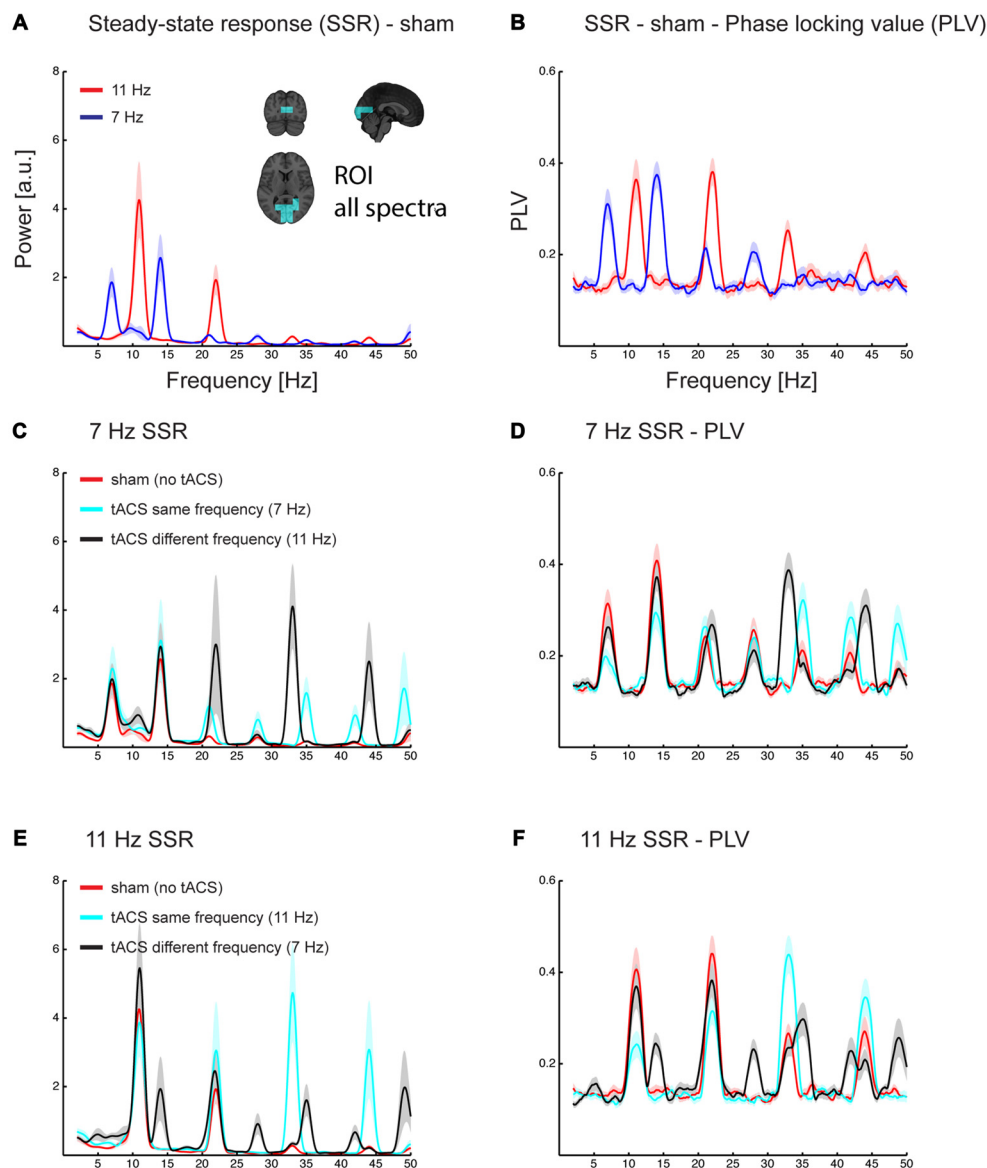 A Steady-state response (SSR) - sham
8
6
4
2
Power [a.u.]
11 Hz
7 Hz
ROI
all spectra
5 10 15 20 25 30 35 40 45 50
Frequency [Hz]
B SSR - sham - Phase locking value (PLV)
0.6
0.4
0.2
PLV
5 10 15 20 25 30 35 40 45 50
Frequency [Hz]
C 7 Hz SSR
8
6
4
2
sham (no tACS)
tACS same frequency (7 Hz)
tACS different frequency (11 Hz)
5 10 15 20 25 30 35 40 45 50
D 7 Hz SSR - PLV
0.6
0.4
0.2
5 10 15 20 25 30 35 40 45 50
E 11 Hz SSR
8
6
4
2
sham (no tACS)
tACS same frequency (11 Hz)
tACS different frequency (7 Hz)
5 10 15 20 25 30 35 40 45 50
F 11 Hz SSR - PLV
0.6
0.4
0.2
5 10 15 20 25 30 35 40 45 50